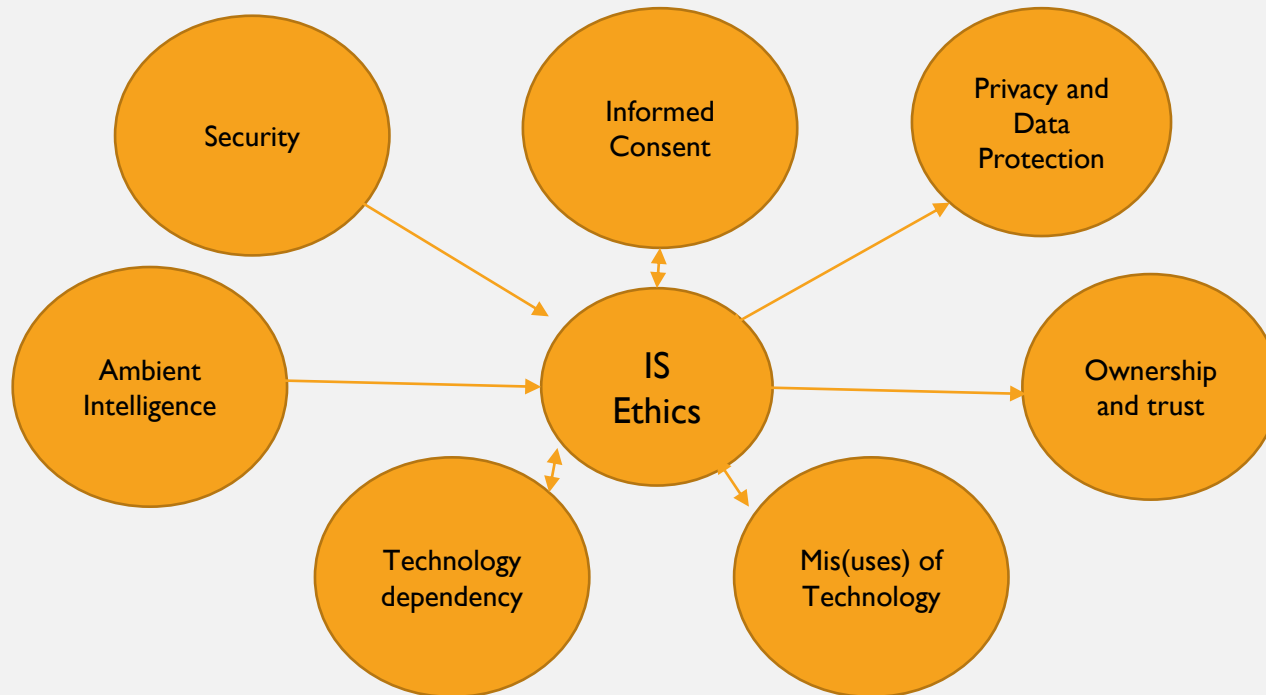 Security
Informed
Consent
Privacy and
Data
Protection
Ambient
Intelligence
IS
Ethics
Ownership
and trust
Technology
dependency
Mis(uses) of
Technology